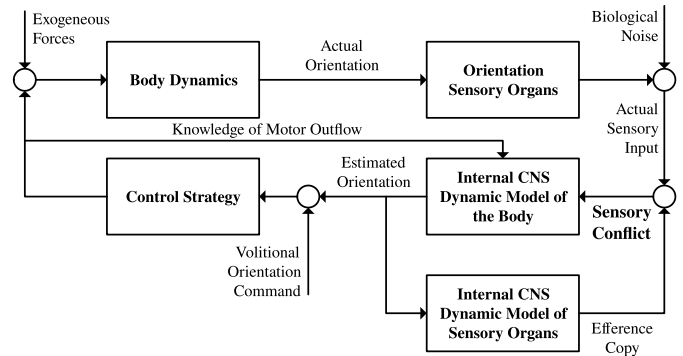 Exogeneous
Forces
Biological
Noise
Body Dynamics
Actual
Orientation
Orientation
Sensory Organs
Actual
Sensory
Input
Knowledge of Motor Outflow
Control Strategy
Estimated
Orientation
Internal CNS
Dynamic Model of
the Body
Sensory
Conflict
Volitional
Orientation
Command
Internal CNS
Dynamic Model of
Sensory Organs
Efference
Copy